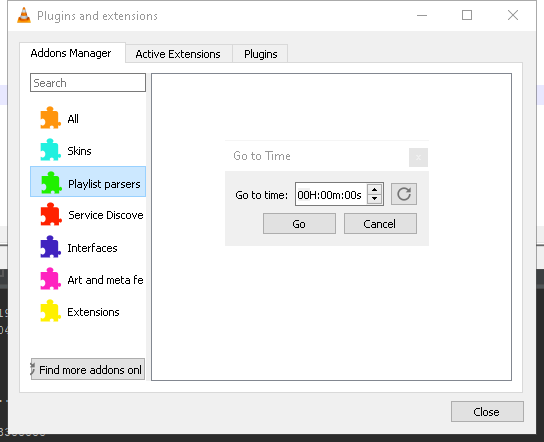 Plugins and extensions
Addons Manager
Active Extensions
Plugins
Search
All
Skins
Playlist parsers
Service Discove
Interfaces
Art and meta fe
Extensions
Find more addons onl
Go to Time
x
Go to time:
00H:00m:00s
Go
Cancel
Close